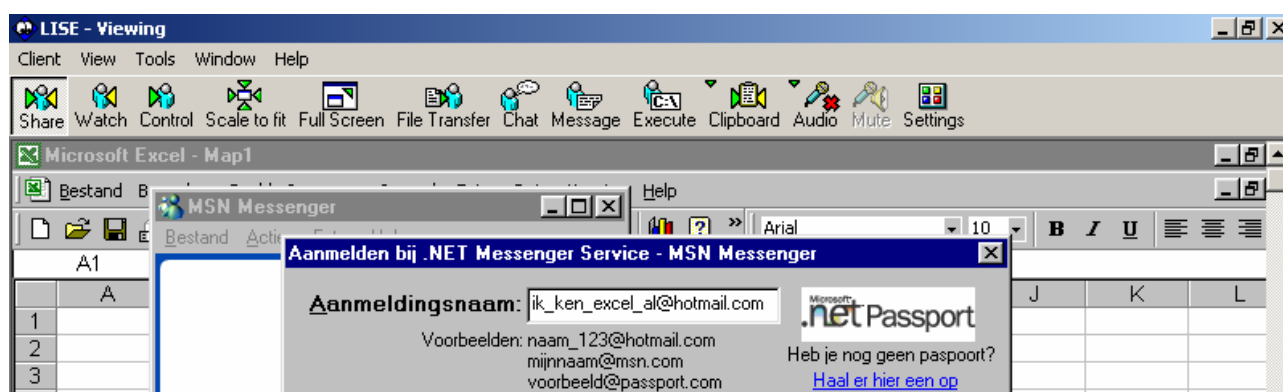 LISE - Viewing
Client View Tools Window Help
Share Watch Control Scale to fit Full Screen File Transfer Chat Message Execute Clipboard Audio Mute Settings
Microsoft Excel - Map1
Bestand B Help
MSN Messenger
Arial 10 B I U
Bestand Actie
Aanmelden bij .NET Messenger Service - MSN Messenger
A1
Aanmeldingsnaam: ik_ken_excel_al@hotmail.com
Microsoft
.net Passport
A J K L
1
Voorbeelden: naam_123@hotmail.com
2
mijnnaam@msn.com
Heb je nog geen paspoort?
3
voorbeeld@passport.com
Haal er hier een op